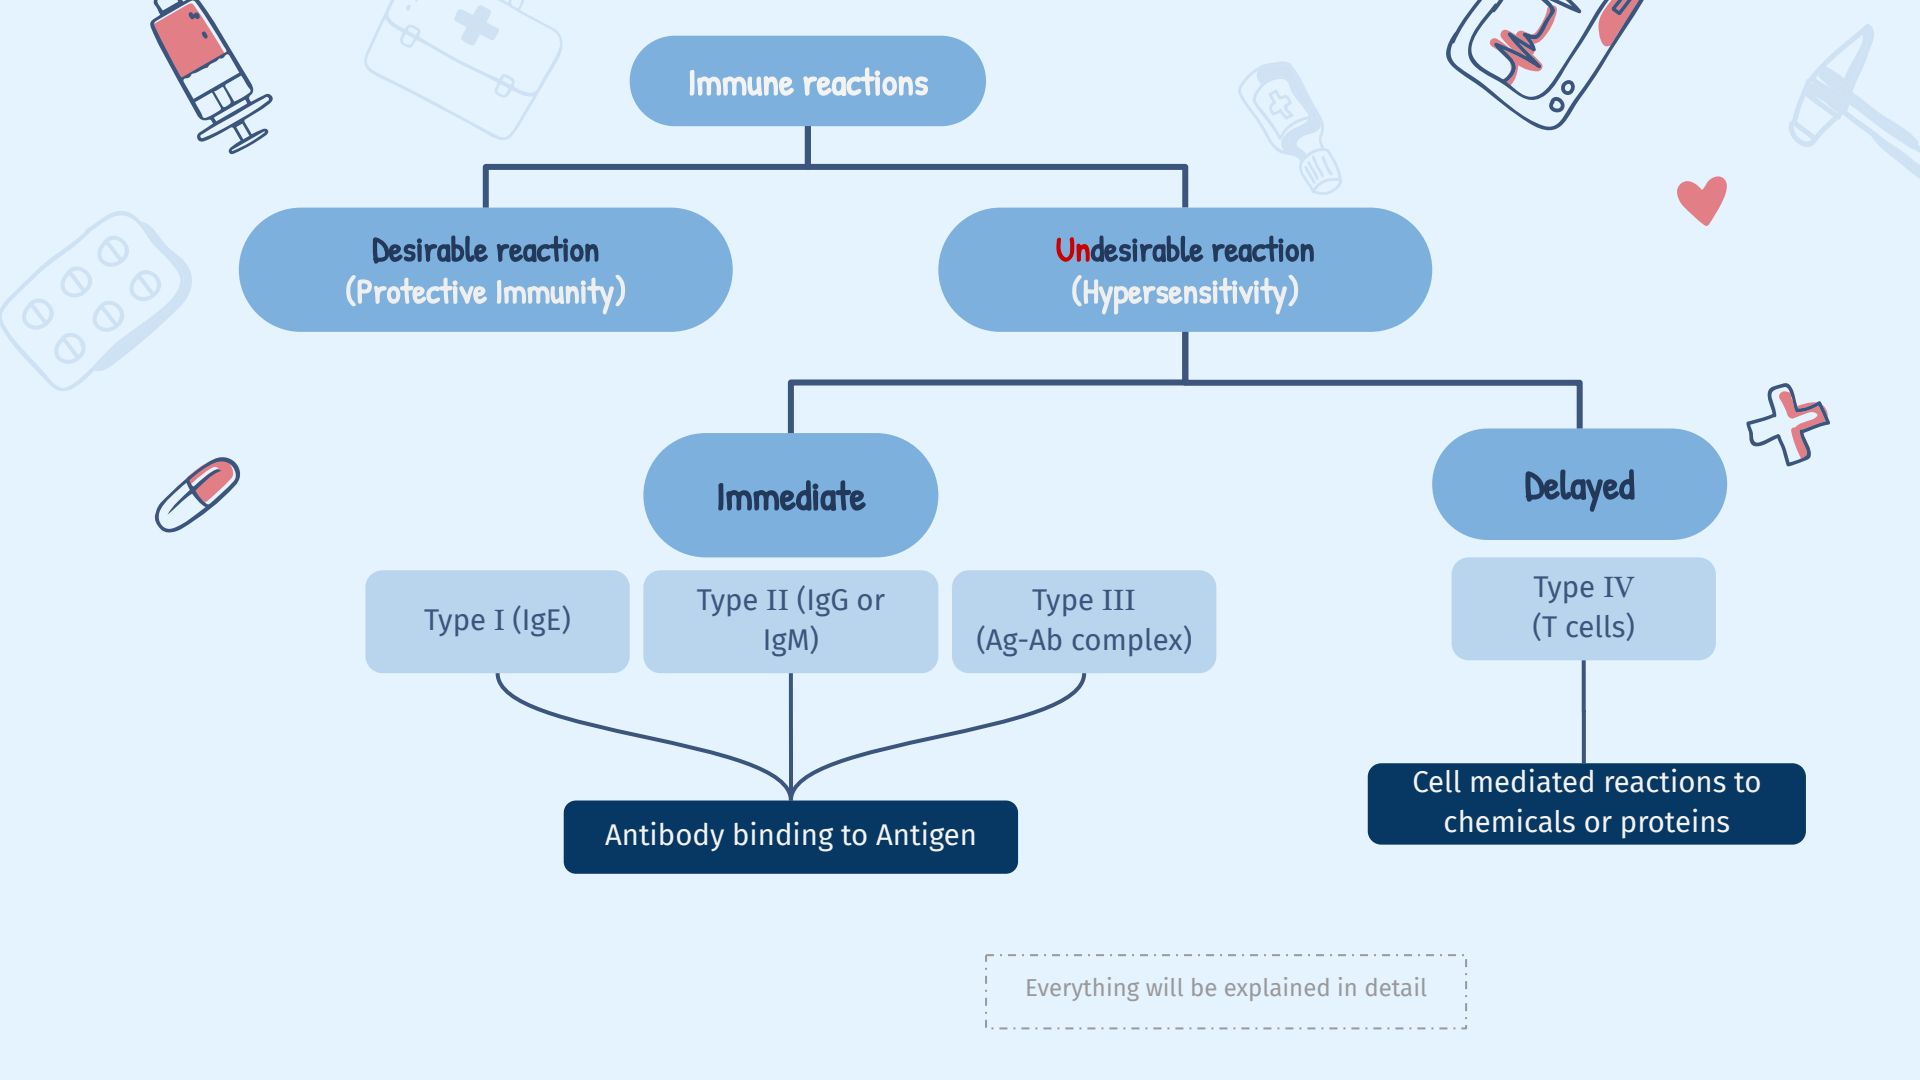 Immune reactions
Desirable reaction
(Protective Immunity)
Undesirable reaction
(Hypersensitivity)
Immediate
Delayed
Type I (IgE)
Type II (IgG or
IgM)
Type III
(Ag-Ab complex)
Type IV
(T cells)
Antibody binding to Antigen
Cell mediated reactions to
chemicals or proteins
Everything will be explained in detail